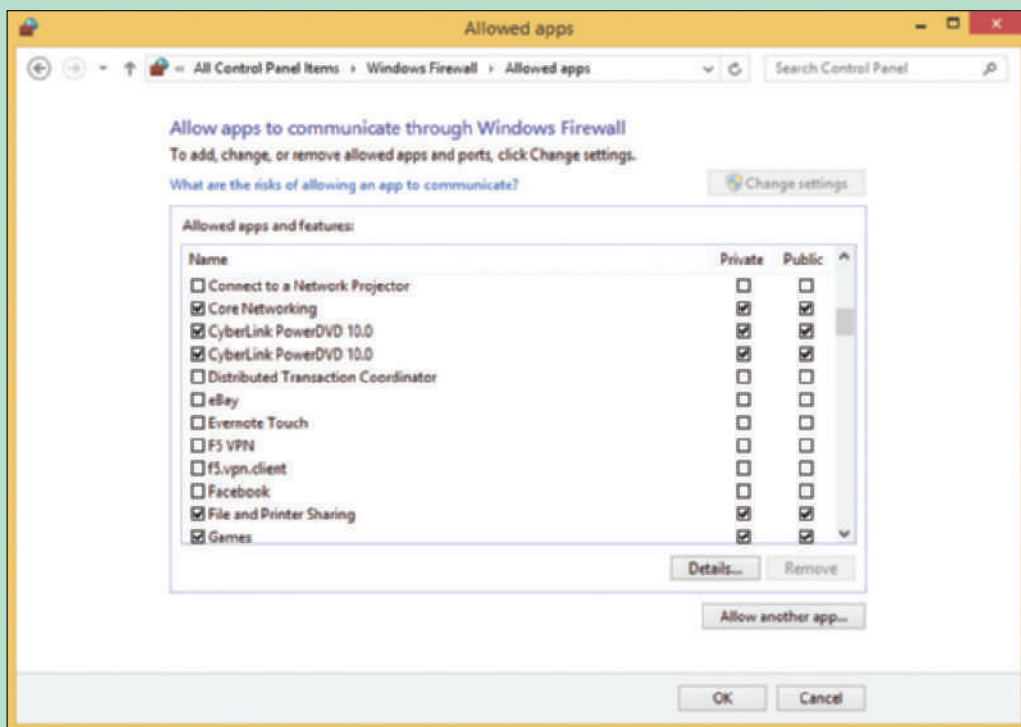 Allowed apps
« All Control Panel Items › Windows Firewall › Allowed apps
Search Control Panel
Allow apps to communicate through Windows Firewall
To add, change, or remove allowed apps and ports, click Change settings.
What are the risks of allowing an app to communicate?
Change settings
Allowed apps and features:
Name Private Public
Connect to a Network Projector
Core Networking
CyberLink PowerDVD 10.0
CyberLink PowerDVD 10.0
Distributed Transaction Coordinator
eBay
Evernote Touch
F5 VPN
f5.vpn.client
Facebook
File and Printer Sharing
Games
Details... Remove
Allow another app...
OK Cancel